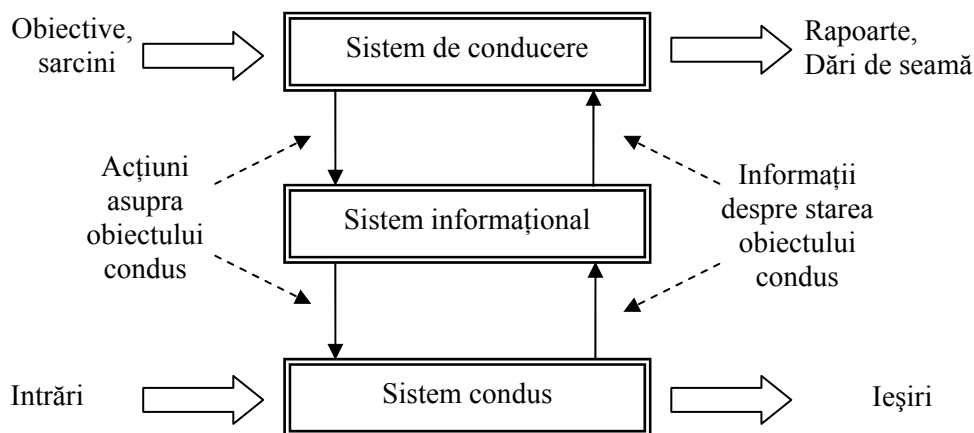 Obiective,
sarcini
Sistem de conducere
Rapoarte,
Dări de seamă
Acțiuni
asupra
obiectului
condus
Sistem informațional
Informații
despre starea
obiectului
condus
Intrări
Sistem condus
Ieşiri